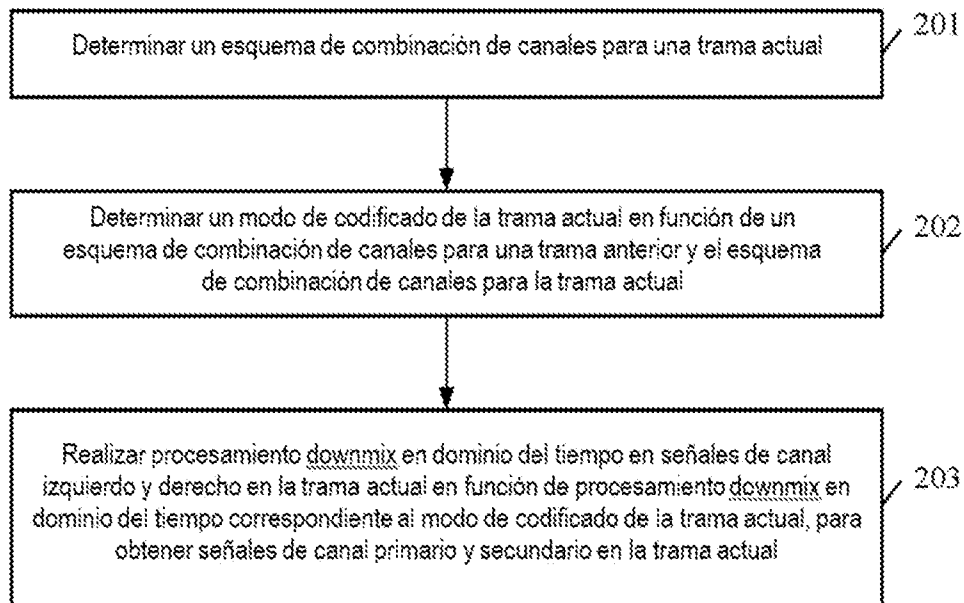 Determinar un esquema de combinación de canales para una trama actual
201
Determinar un modo de codificado de la trama actual en función de un
esquema de combinación de canales para una trama anterior y el esquema
de combinación de canales para la trama actual
202
Realizar procesamiento downmix en dominio del tiempo en señales de canal
izquierdo y derecho en la trama actual en función de procesamiento downmix en
dominio del tiempo correspondiente al modo de codificado de la trama actual, para
obtener señales de canal primario y secundario en la trama actual
203